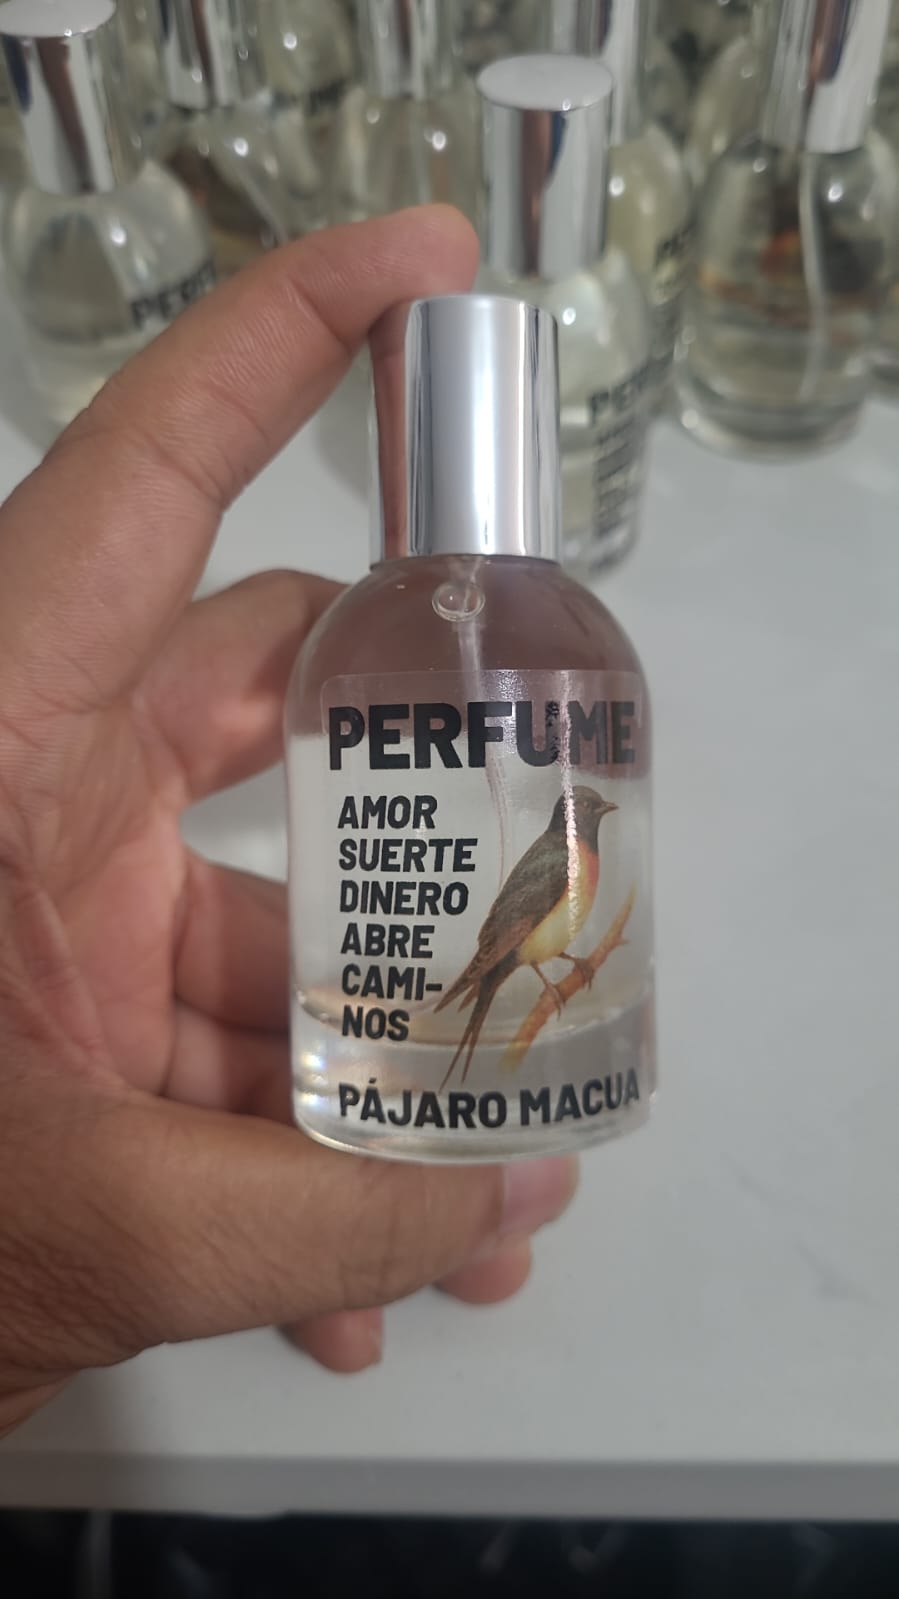 PERFUME
AMOR
SUERTE
DINERO
ABRE
CAMI-
NOS
PÁJARO MACUA